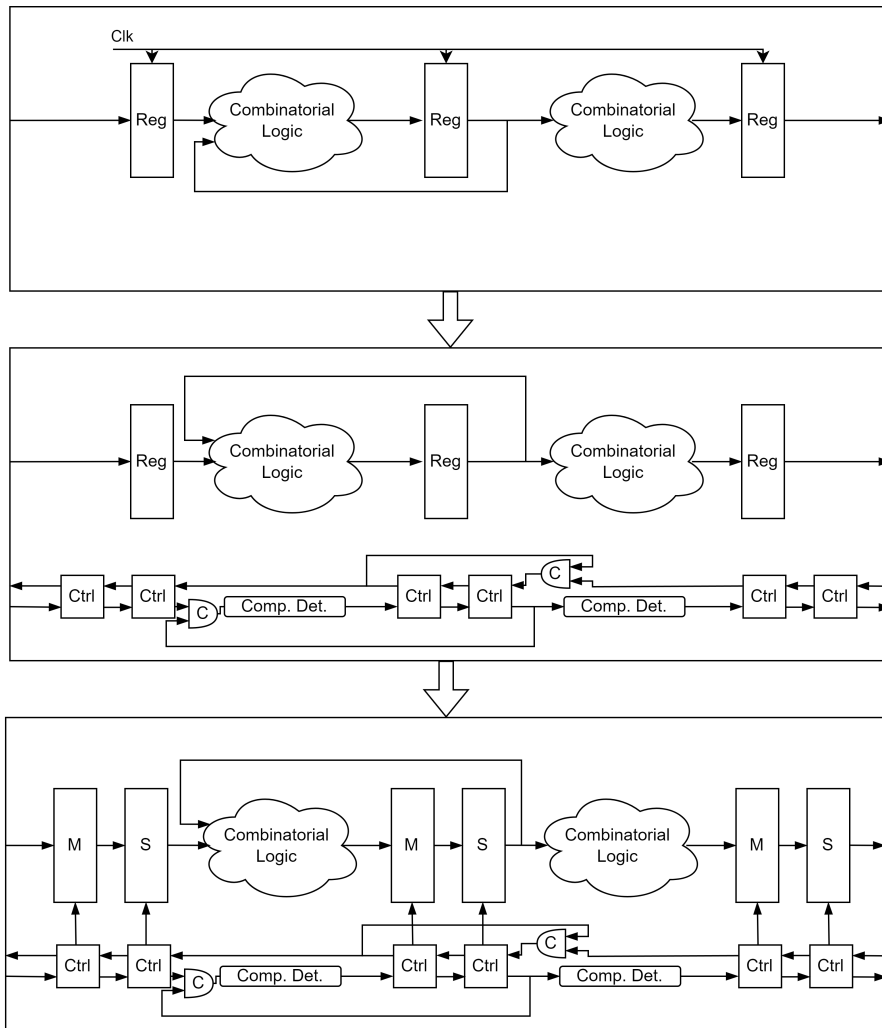 Clk
Reg
Combinatorial
Logic
Reg
Combinatorial
Logic
Reg
Reg
Combinatorial
Logic
Reg
Combinatorial
Logic
Reg
Ctrl
Ctrl
C
Comp. Det.
Ctrl
Ctrl
C
Comp. Det.
Ctrl
Ctrl
M
S
Combinatorial
Logic
M
S
Combinatorial
Logic
M
S
Ctrl
Ctrl
C
Comp. Det.
Ctrl
Ctrl
C
Comp. Det.
Ctrl
Ctrl